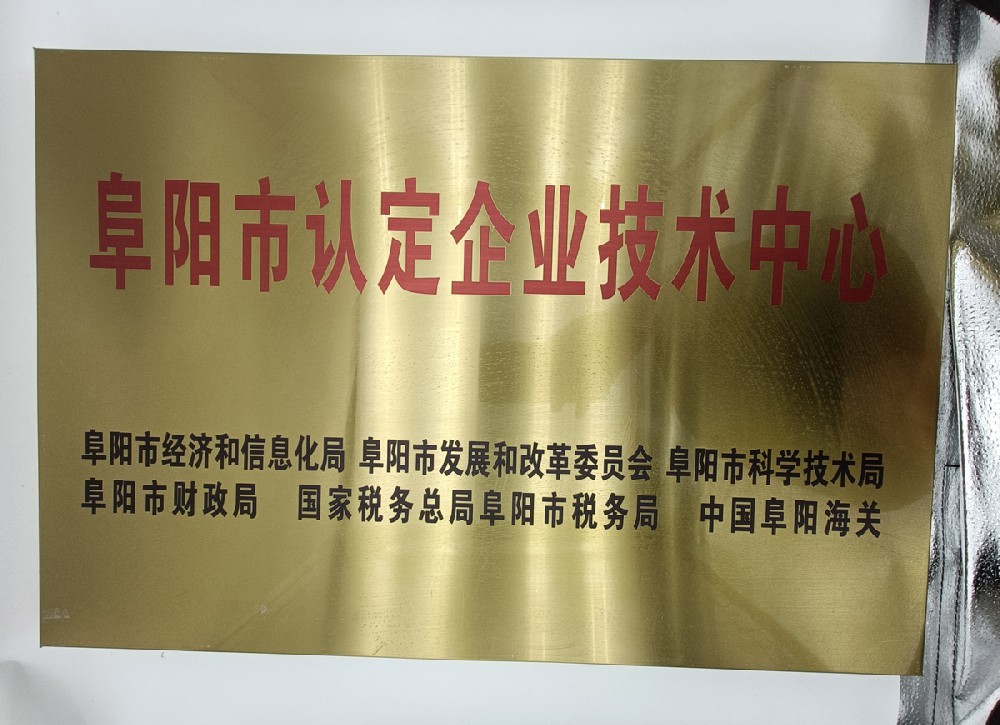 阜阳市认定企业技术中心
阜阳市经济和信息化局 阜阳市发展和改革委员会 阜阳市科学技术局
阜阳市财政局 国家税务总局阜阳市税务局 中国阜阳海关